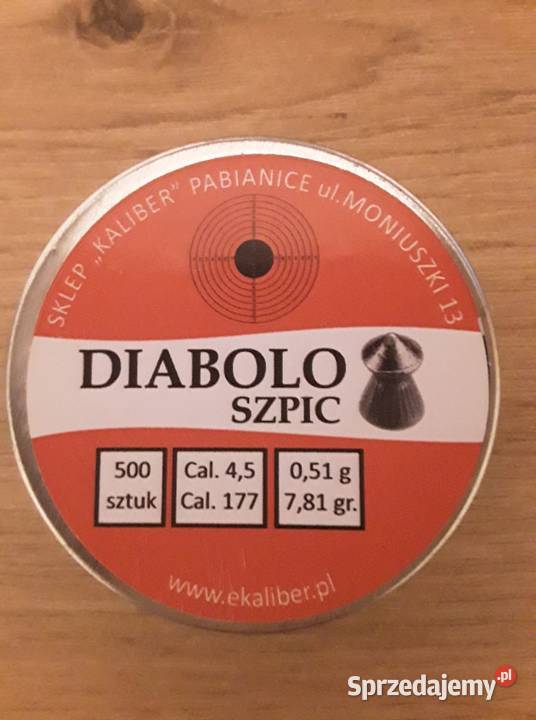 SKLEP „KALIBER” PABIANICE ul.MONIUSZKI 13
DIABOLO
SZPIC
500
sztuk
Cal. 4,5
Cal. 177
0,51 g
7,81 gr.
www.ekaliber.pl
Sprzedajemy.pl